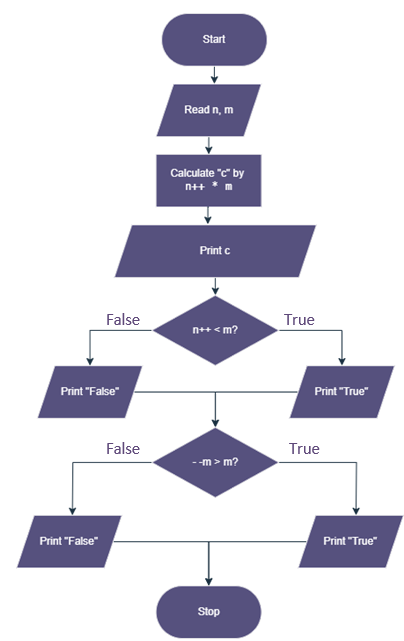 Start
Read n, m
Calculate "c" by
n++ * m
Print c
False
True
n++ < m?
Print "False"
Print "True"
False
True
- -m > m?
Print "False"
Print "True"
Stop